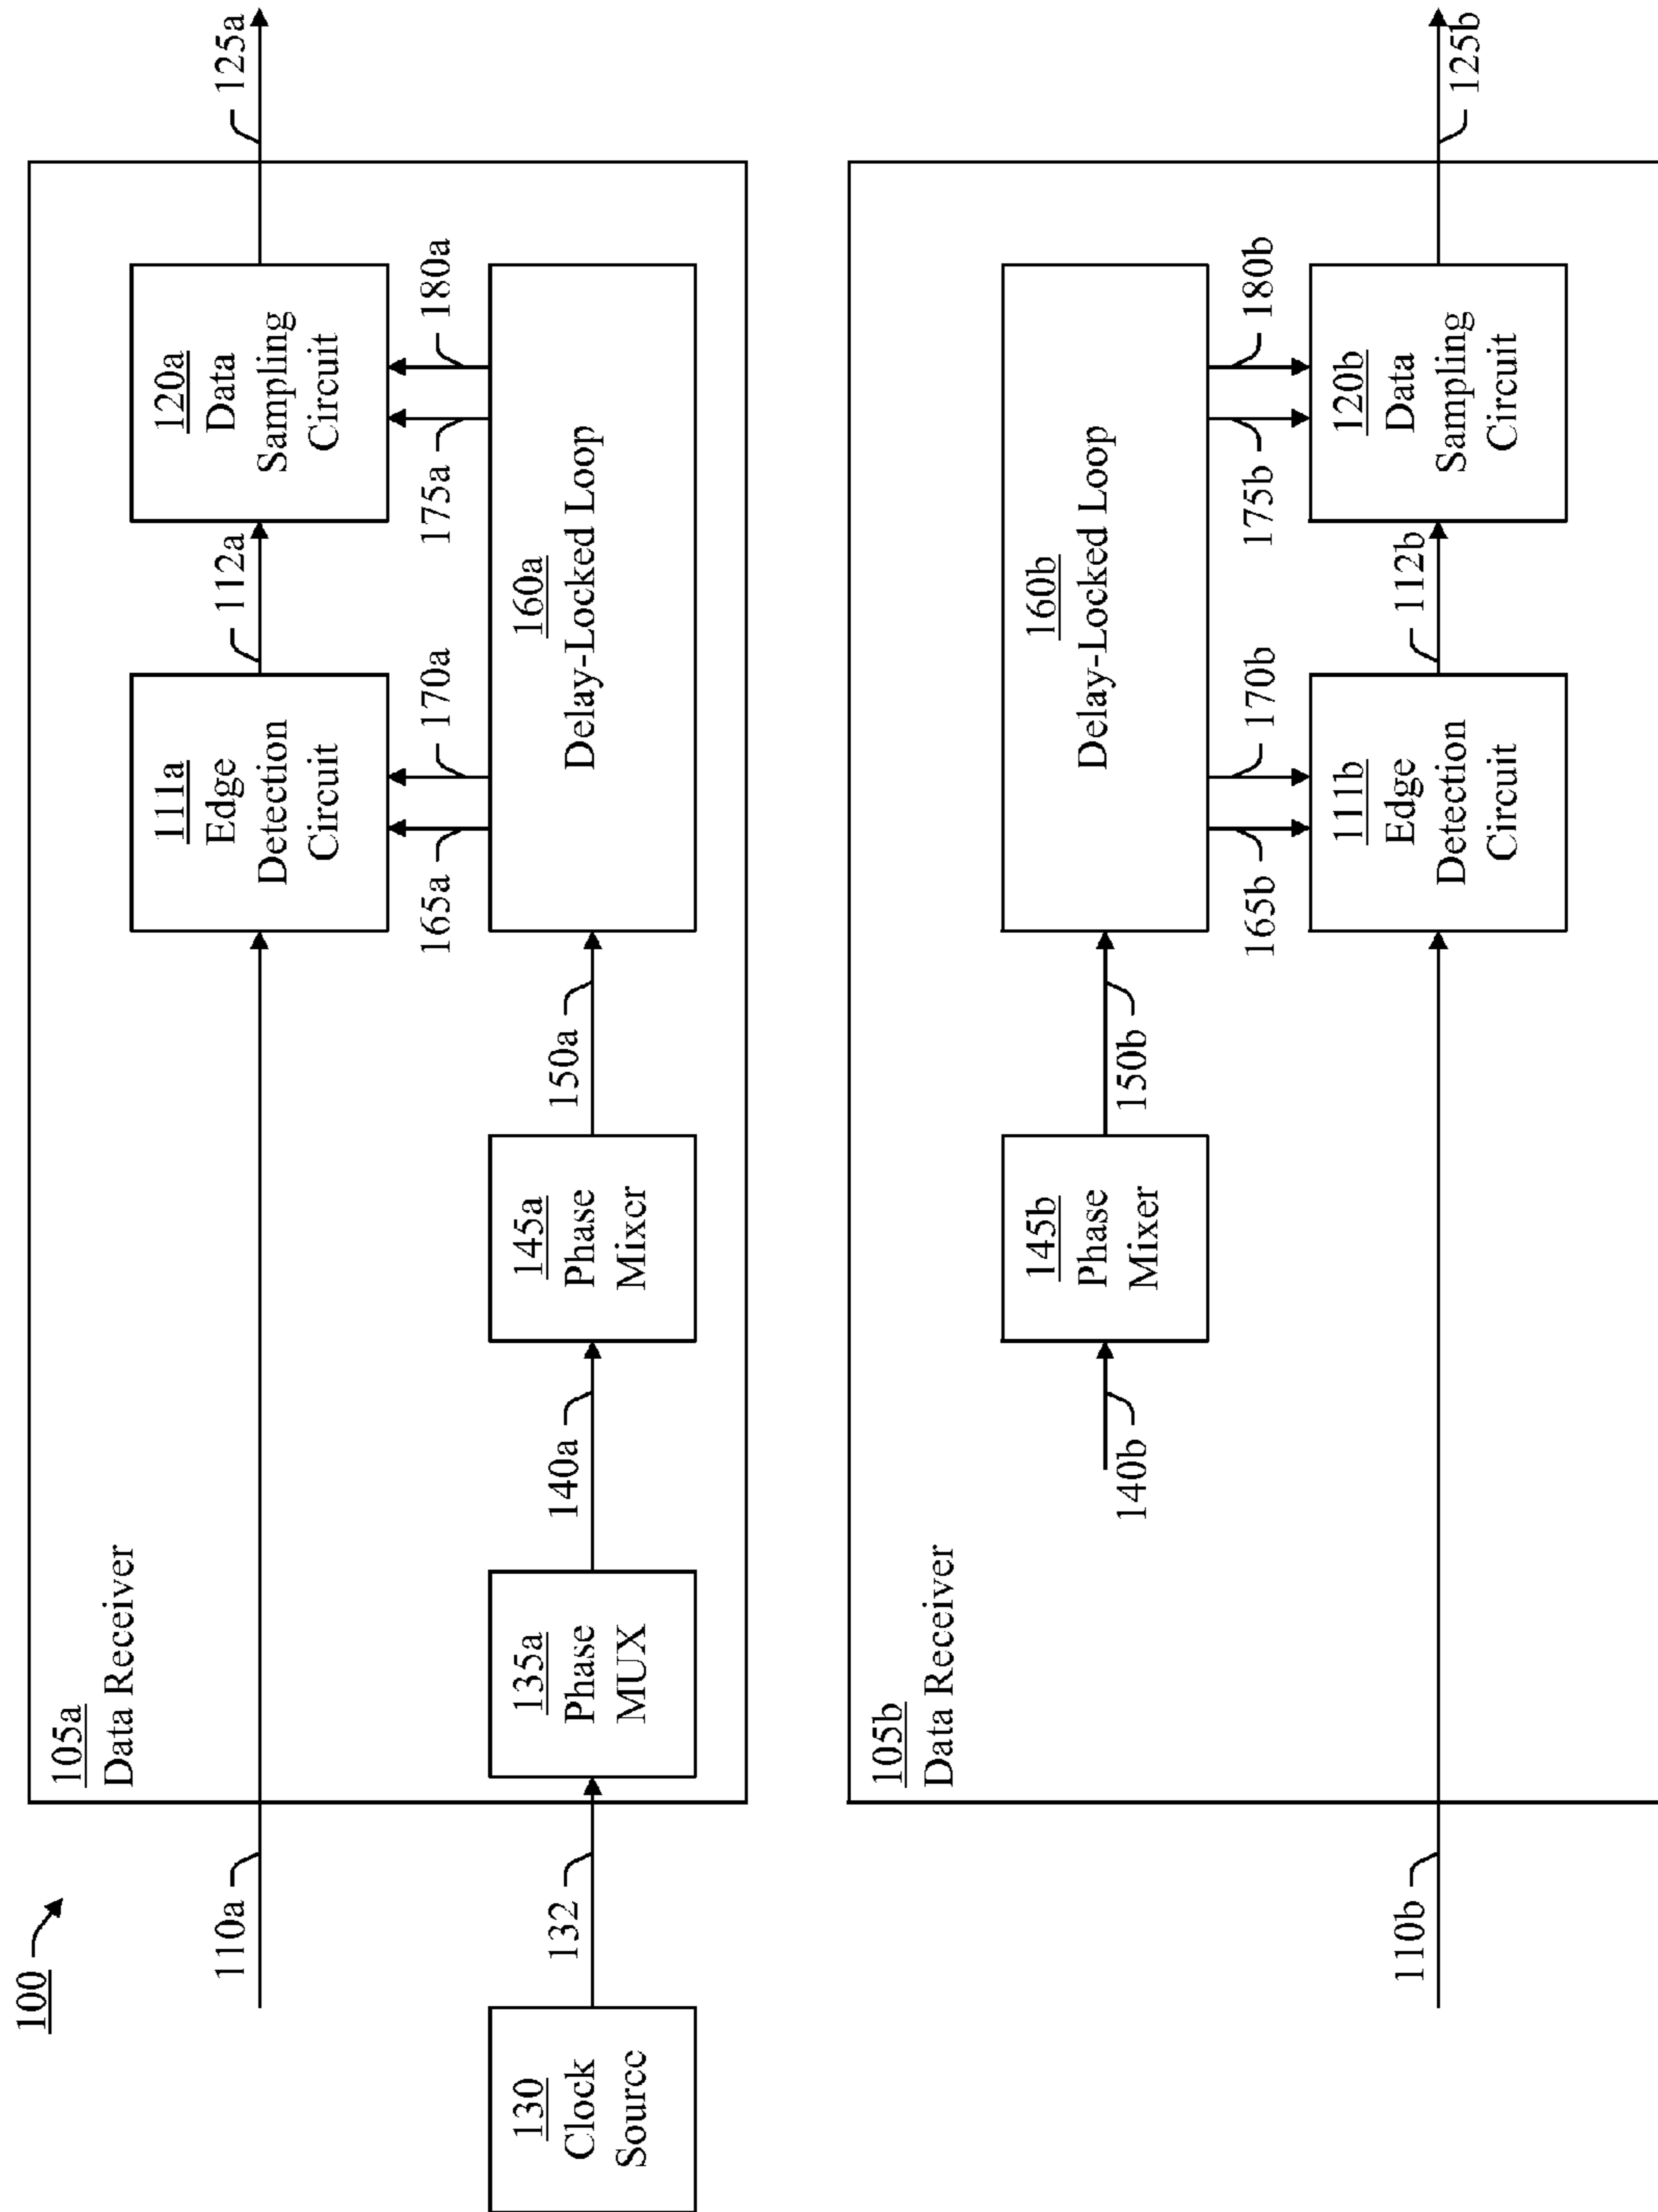 100
105a
Data Receiver
110a
111a
Edge
Detection
Circuit
112a
120a
Data
Sampling
Circuit
125a
165a
170a
175a
180a
130
Clock
Source
132
135a
Phase
MUX
140a
145a
Phase
Mixer
150a
160a
Delay-Locked Loop
105b
Data Receiver
140b
145b
Phase
Mixer
150b
160b
Delay-Locked Loop
165b
170b
175b
180b
110b
111b
Edge
Detection
Circuit
112b
120b
Data
Sampling
Circuit
125b